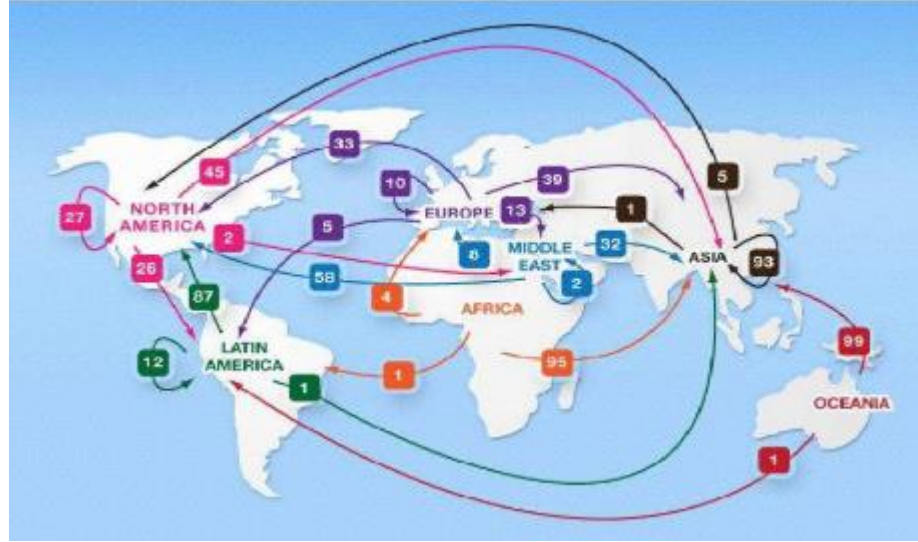 33
45
5
10
39
27
NORTH
AMERICA
5
EUROPE
13
1
2
MIDDLE
EAST
32
ASIA
93
26
58
6
2
87
4
AFRICA
99
12
LATIN
AMERICA
1
1
95
OCEANIA
1